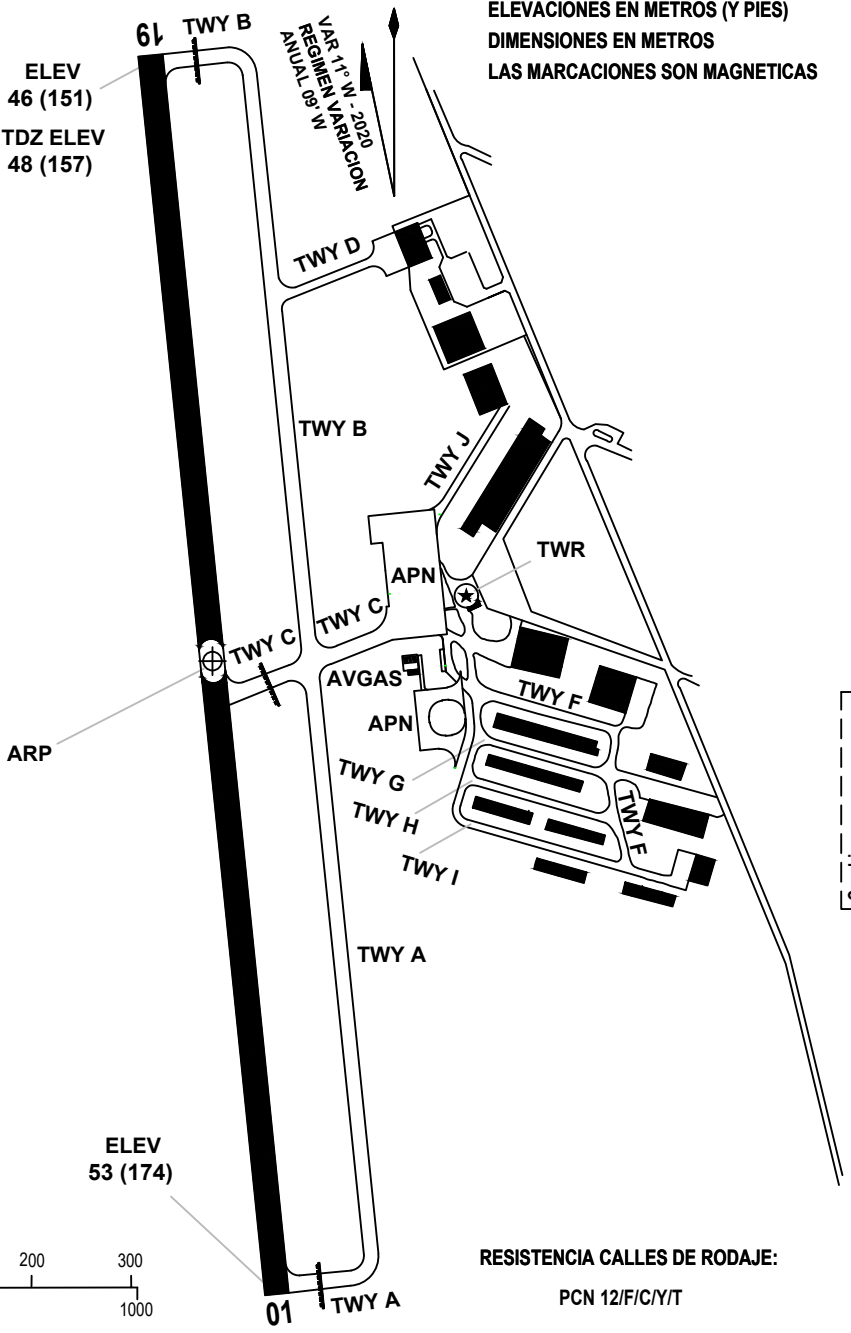 ELEVACIONES EN METROS (Y PIES)
DIMENSIONES EN METROS
LAS MARCACIONES SON MAGNETICAS
19
TWY B
ELEV
46 (151)
TDZ ELEV
48 (157)
VAR 11° W - 2020
REGIMEN VARIACION
ANUAL 09' W
TWY D
TWY B
TWY J
APN
TWR
TWY C
TWY C
AVGAS
TWY F
APN
ARP
TWY G
TWY H
TWY F
TWY I
TWY A
ELEV
53 (174)
200
300
1000
01
TWY A
RESISTENCIA CALLES DE RODAJE:
PCN 12/F/C/Y/T